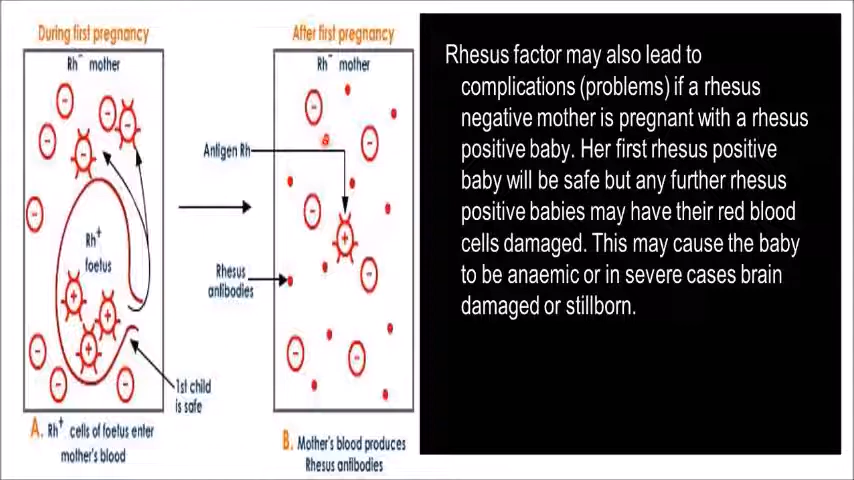 During first pregnancy
Rh⁻ mother
Rh⁺
foetus
1st child
is safe
A. Rh⁺ cells of foetus enter
mother's blood
After first pregnancy
Rh⁻ mother
Antigen Rh
Rhesus
antibodies
B. Mother's blood produces
Rhesus antibodies
Rhesus factor may also lead to
complications (problems) if a rhesus
negative mother is pregnant with a rhesus
positive baby. Her first rhesus positive
baby will be safe but any further rhesus
positive babies may have their red blood
cells damaged. This may cause the baby
to be anaemic or in severe cases brain
damaged or stillborn.